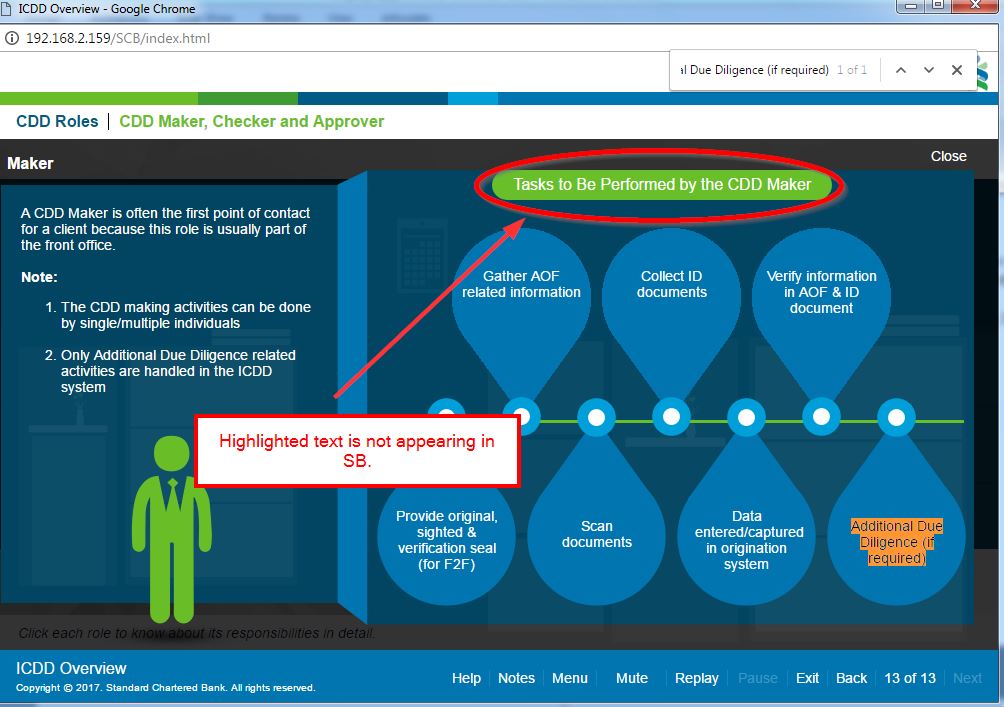 ICDD Overview - Google Chrome
192.168.2.159/SCB/index.html
al Due Diligence (if required) 1 of 1
CDD Roles | CDD Maker, Checker and Approver
Close
Maker
Tasks to Be Performed by the CDD Maker
A CDD Maker is often the first point of contact
for a client because this role is usually part of
the front office.
Note:
1. The CDD making activities can be done
by single/multiple individuals
2. Only Additional Due Diligence related
activities are handled in the ICDD
system
Gather AOF
related information
Collect ID
documents
Verify information
in AOF & ID
document
Highlighted text is not appearing in
SB.
Provide original,
sighted &
verification seal
(for F2F)
Scan
documents
Data
entered/captured
in origination
system
Additional Due
Diligence (if
required)
Click each role to know about its responsibilities in detail.
ICDD Overview
Copyright © 2017. Standard Chartered Bank. All rights reserved.
Help Notes Menu Mute Replay Pause Exit Back 13 of 13 Next